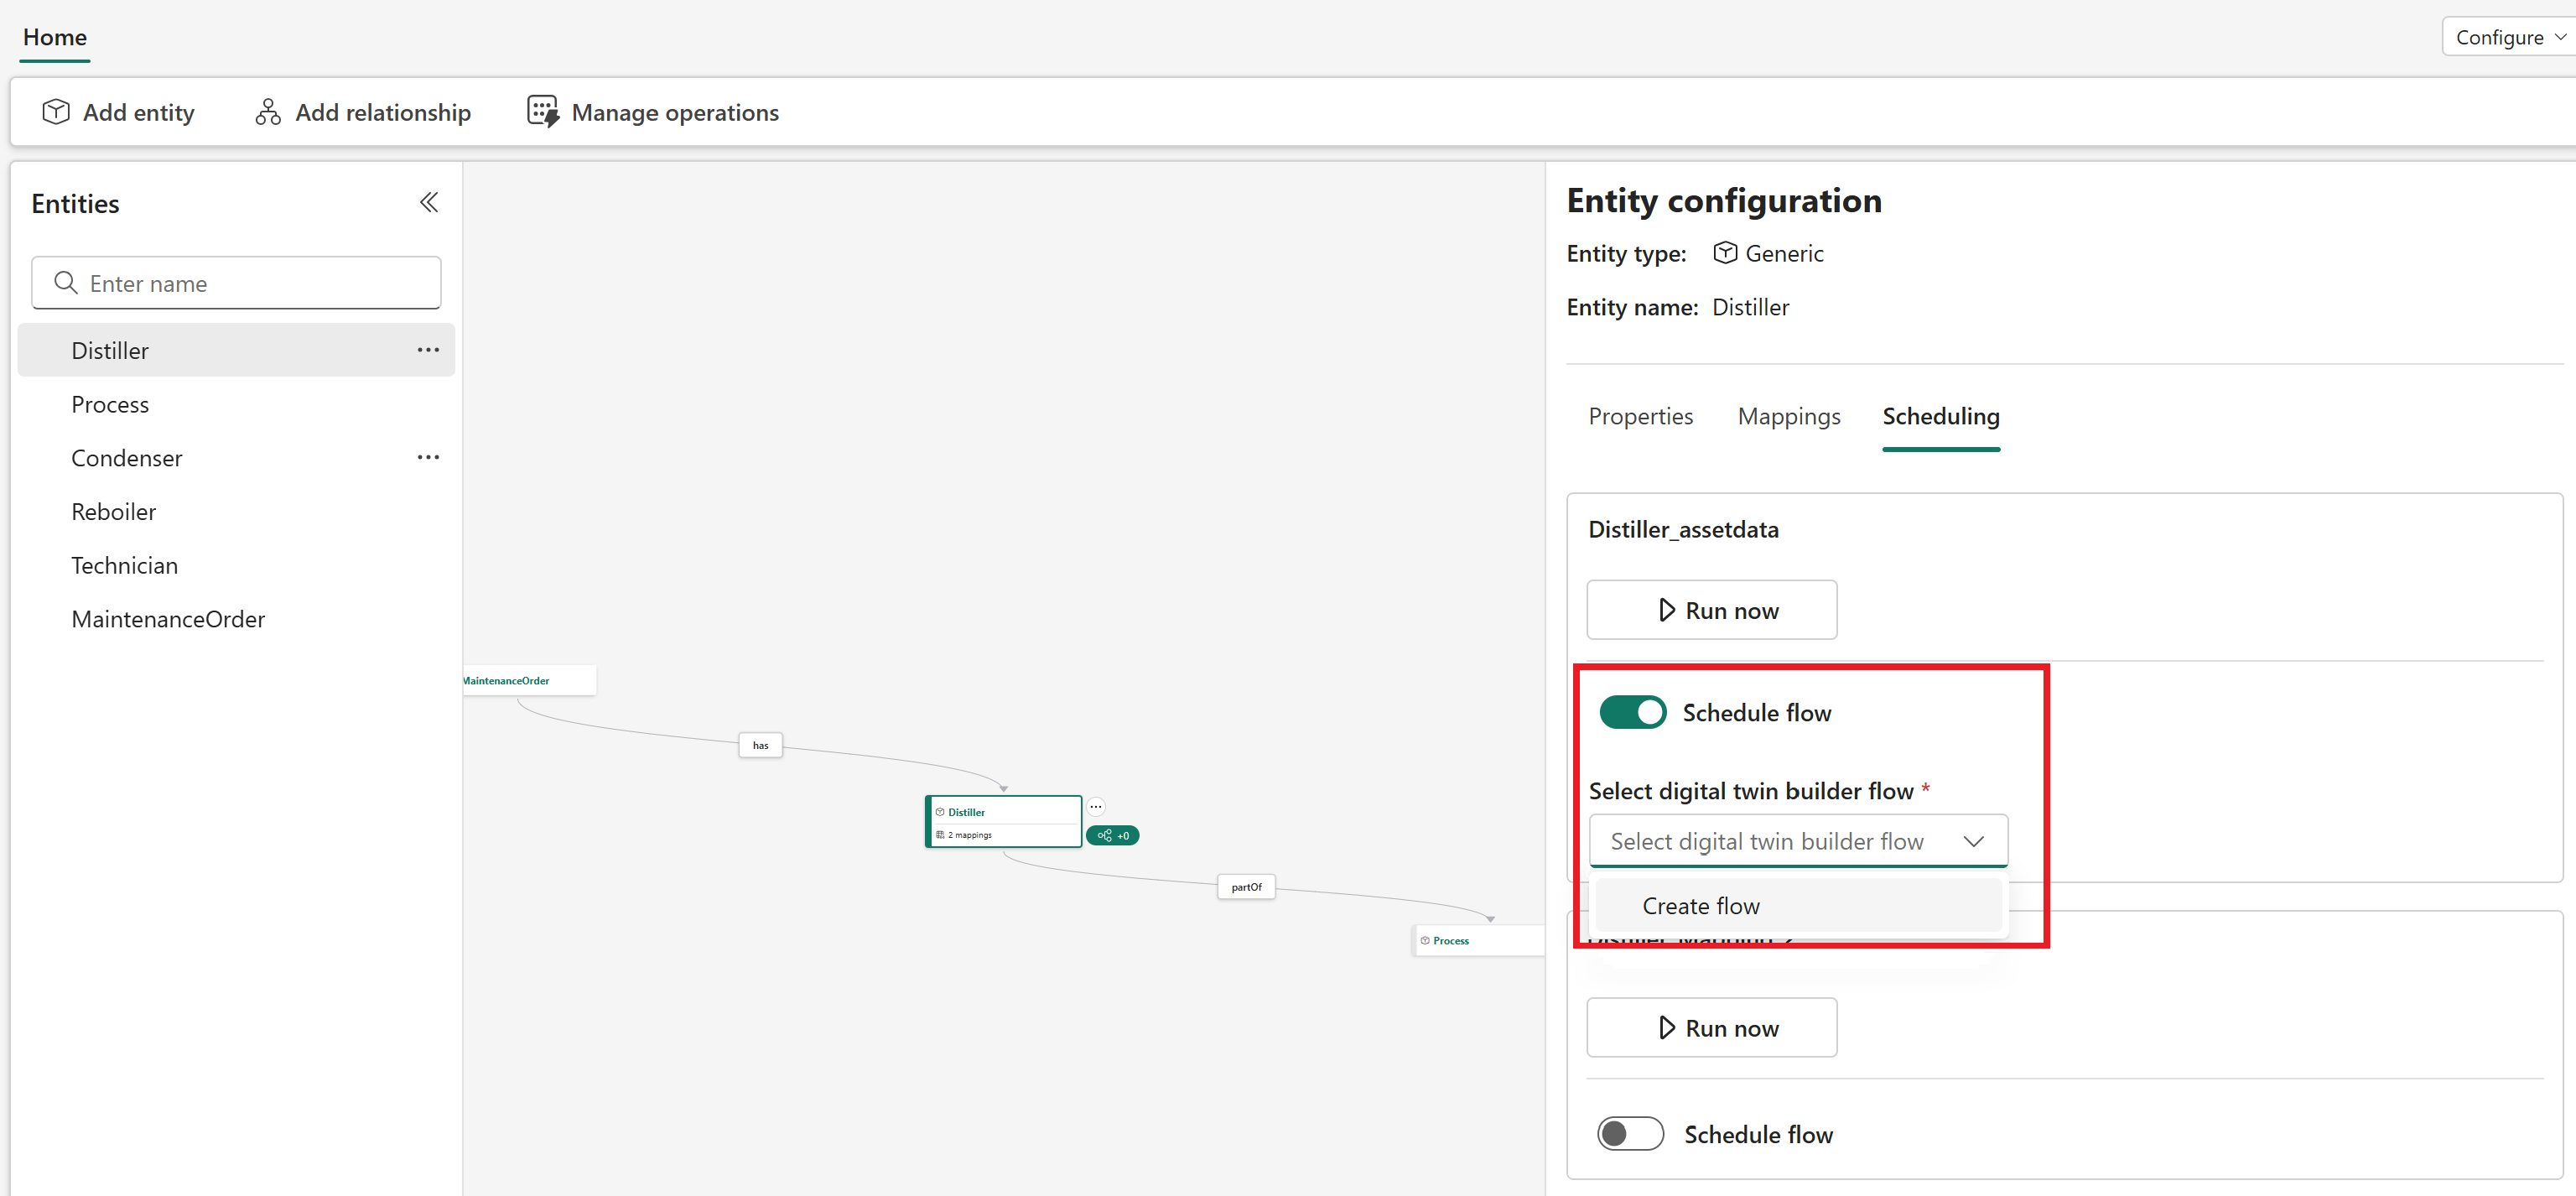 Home
Configure
Add entity
Add relationship
Manage operations
Entities
Enter name
Distiller
Process
Condenser
Reboiler
Technician
MaintenanceOrder
MaintenanceOrder
has
Distiller
2 mappings
+0
partOf
Process
Entity configuration
Entity type: Generic
Entity name: Distiller
Properties Mappings Scheduling
Distiller_assetdata
Run now
Schedule flow
Select digital twin builder flow *
Select digital twin builder flow
Create flow
Run now
Schedule flow